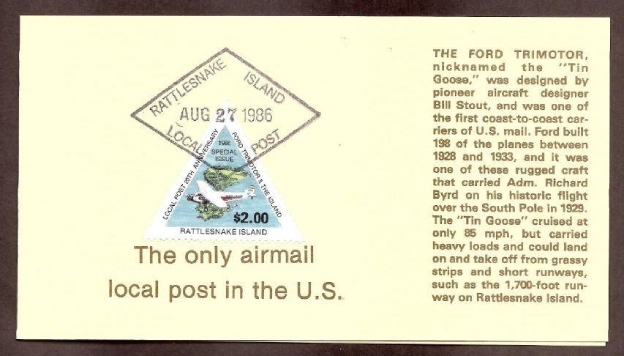 RATTLESNAKE ISLAND
AUG 27 1986
LOCAL POST
1986
SPECIAL
ISSUE
LOCAL POST 20TH ANNIVERSARY
FORD TRIMOTOR & THE ISLAND
$2.00
RATTLESNAKE ISLAND
The only airmail
local post in the U.S.
THE FORD TRIMOTOR,
nicknamed the "Tin
Goose," was designed by
pioneer aircraft designer
Bill Stout, and was one of
the first coast-to-coast car-
riers of U.S. mail. Ford built
198 of the planes between
1928 and 1933, and it was
one of these rugged craft
that carried Adm. Richard
Byrd on his historic flight
over the South Pole in 1929.
The "Tin Goose" cruised at
only 85 mph, but carried
heavy loads and could land
on and take off from grassy
strips and short runways,
such as the 1,700-foot run-
way on Rattlesnake Island.